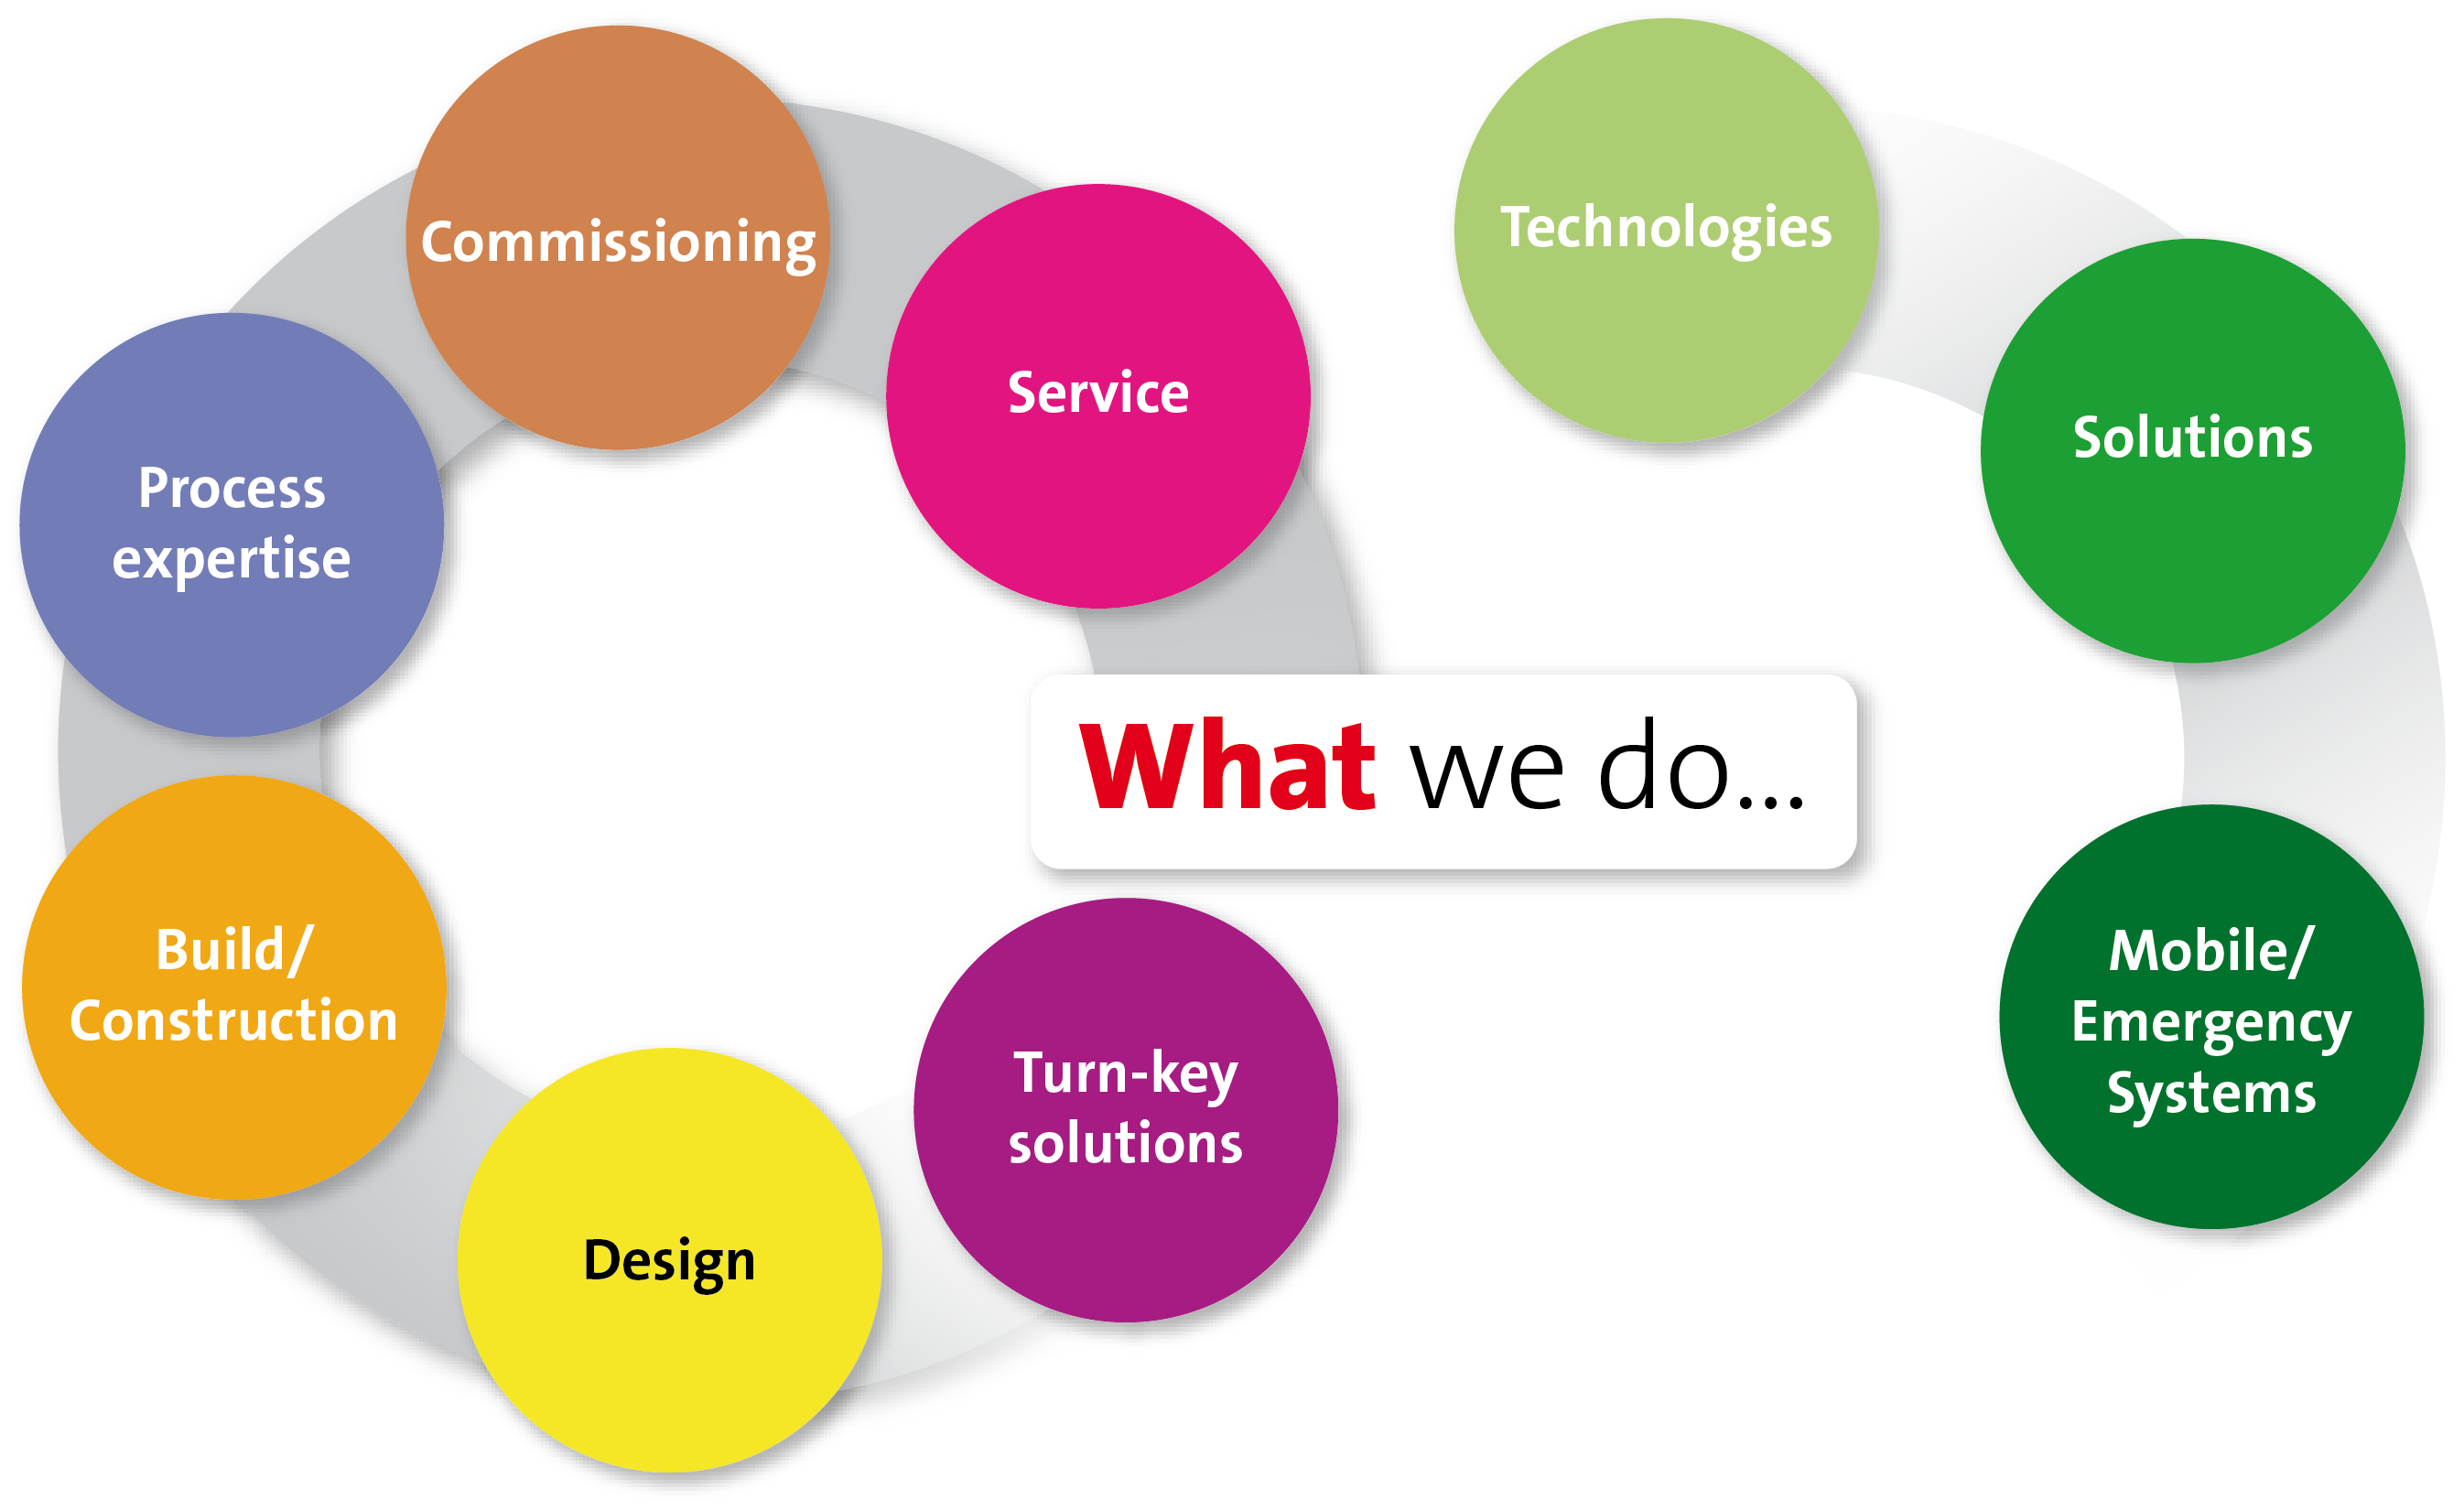 Commissioning
Technologies
Service
Solutions
Process
expertise
What we do...
Build/
Construction
Mobile/
Emergency
Systems
Turn-key
solutions
Design